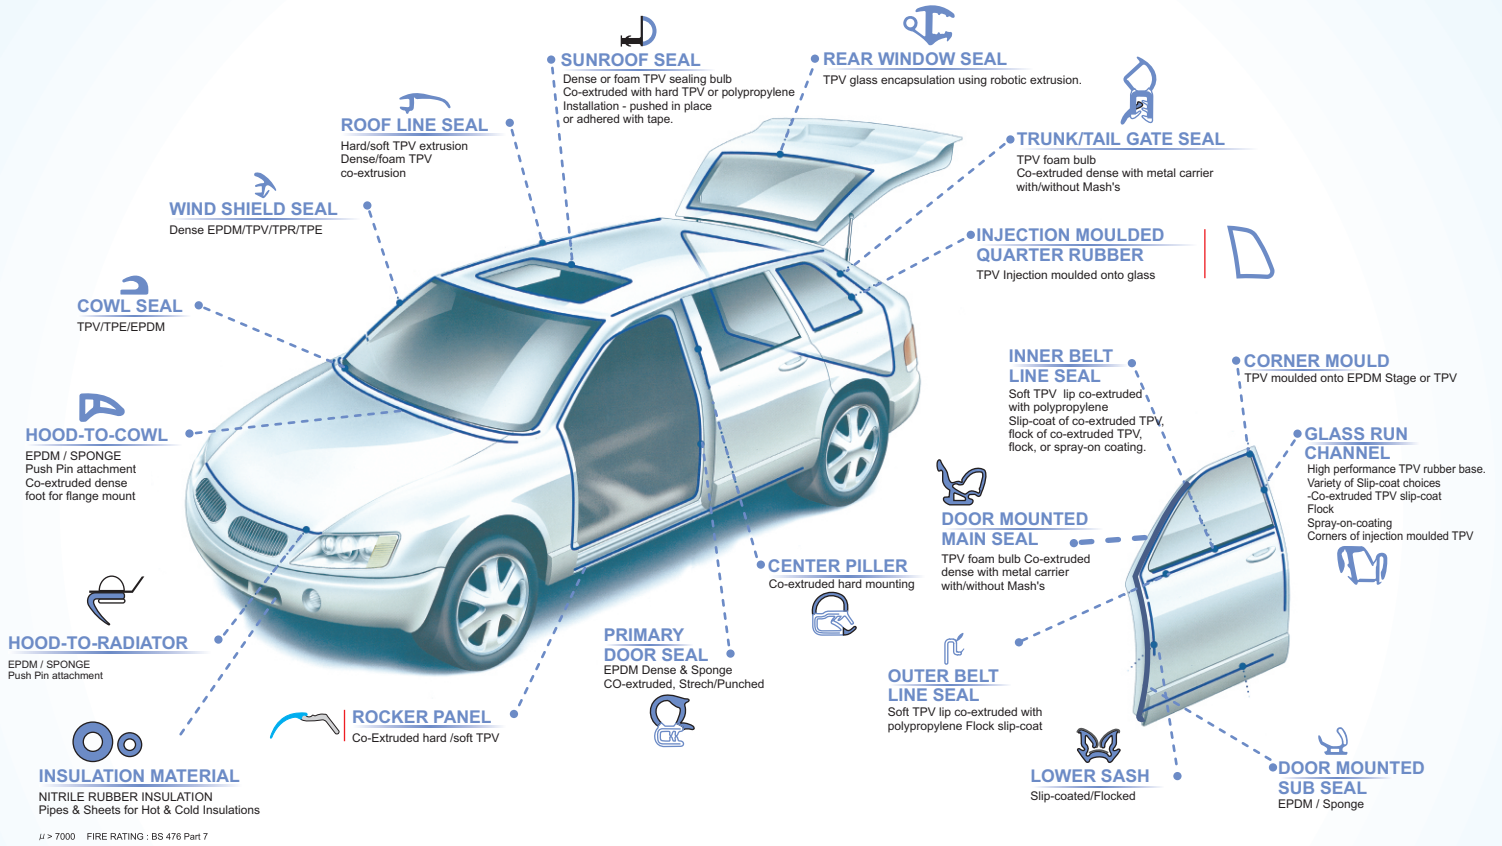 SUNROOF SEAL
Dense or foam TPV sealing bulb
Co-extruded with hard TPV or polypropylene
Installation - pushed in place
or adhered with tape.
REAR WINDOW SEAL
TPV glass encapsulation using robotic extrusion.
ROOF LINE SEAL
Hard/soft TPV extrusion
Dense/foam TPV
co-extrusion
TRUNK/TAIL GATE SEAL
TPV foam bulb
Co-extruded dense with metal carrier
with/without Mash's
WIND SHIELD SEAL
Dense EPDM/TPV/TPR/TPE
INJECTION MOULDED
QUARTER RUBBER
TPV Injection moulded onto glass
COWL SEAL
TPV/TPE/EPDM
INNER BELT
LINE SEAL
Soft TPV lip co-extruded
with polypropylene
Slip-coat of co-extruded TPV,
flock of co-extruded TPV,
flock, or spray-on coating.
CORNER MOULD
TPV moulded onto EPDM Stage or TPV
HOOD-TO-COWL
EPDM / SPONGE
Push Pin attachment
Co-extruded dense
foot for flange mount
GLASS RUN
CHANNEL
High performance TPV rubber base.
Variety of Slip-coat choices
-Co-extruded TPV slip-coat
Flock
Spray-on-coating
Corners of injection moulded TPV
DOOR MOUNTED
MAIN SEAL
TPV foam bulb Co-extruded
dense with metal carrier
with/without Mash's
CENTER PILLER
Co-extruded hard mounting
HOOD-TO-RADIATOR
EPDM / SPONGE
Push Pin attachment
PRIMARY
DOOR SEAL
EPDM Dense & Sponge
CO-extruded, Strech/Punched
OUTER BELT
LINE SEAL
Soft TPV lip co-extruded with
polypropylene Flock slip-coat
ROCKER PANEL
Co-Extruded hard /soft TPV
INSULATION MATERIAL
NITRILE RUBBER INSULATION
Pipes & Sheets for Hot & Cold Insulations
LOWER SASH
Slip-coated/Flocked
DOOR MOUNTED
SUB SEAL
EPDM / Sponge
μ > 7000 FIRE RATING : BS 476 Part 7